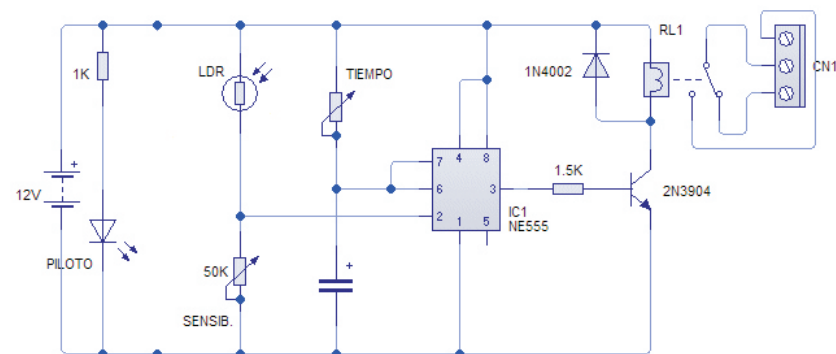 RL1
1K
LDR
TIEMPO
1N4002
CN1
12V
+
7
4
8
6
3
2
1
5
1.5K
2N3904
IC1
NE555
PILOTO
50K
+
SENSIB.